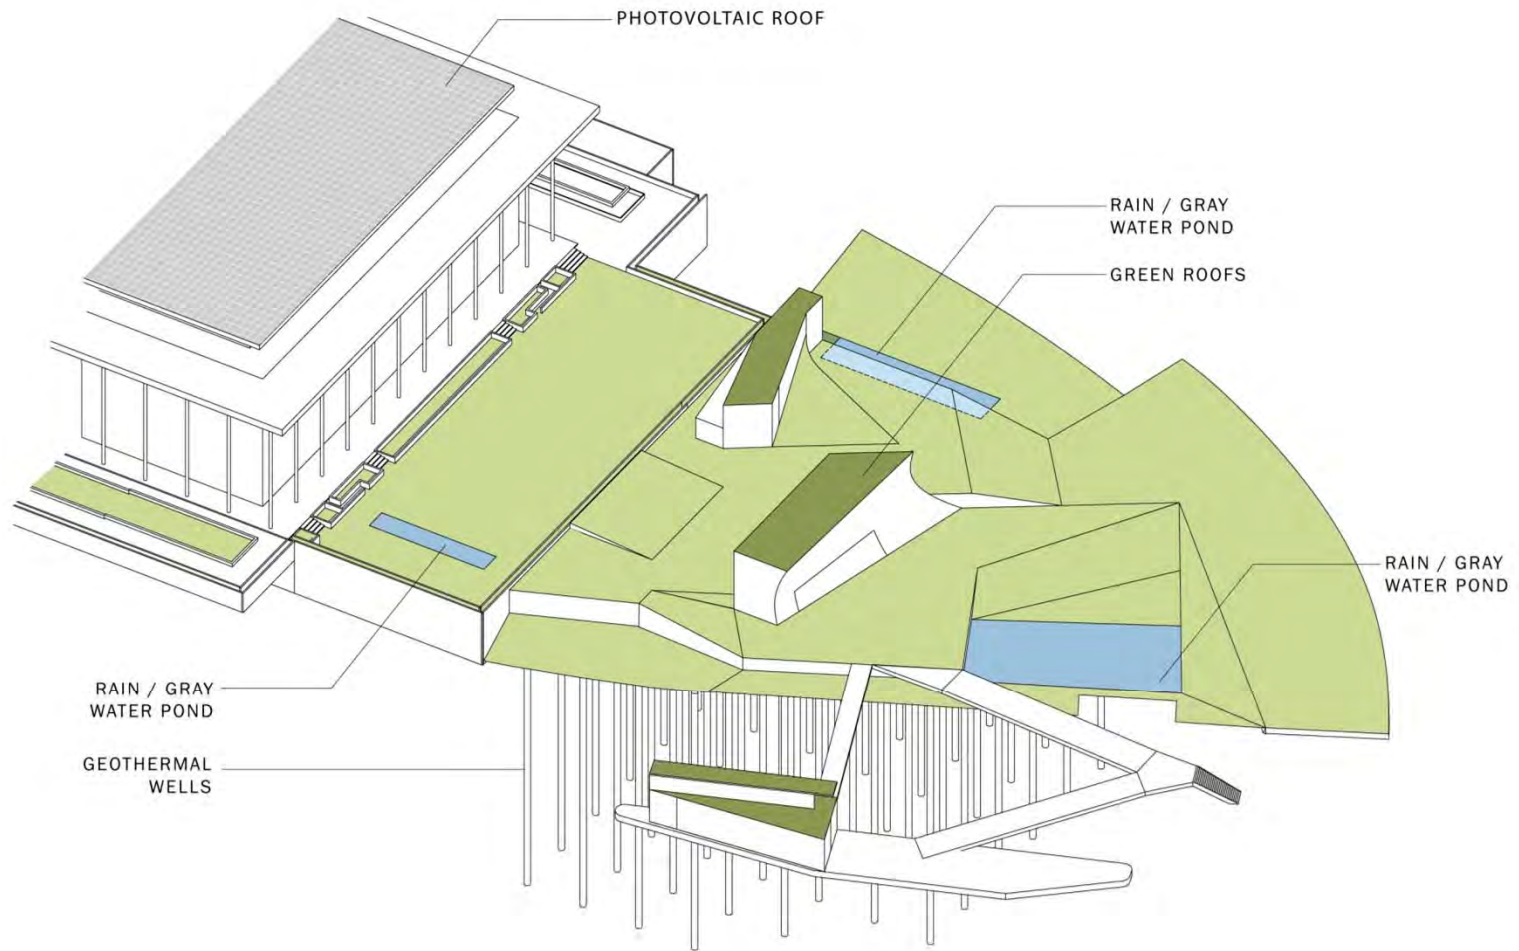 PHOTOVOLTAIC ROOF
RAIN / GRAY
WATER POND
GREEN ROOFS
RAIN / GRAY
WATER POND
RAIN / GRAY
WATER POND
GEOTHERMAL
WELLS